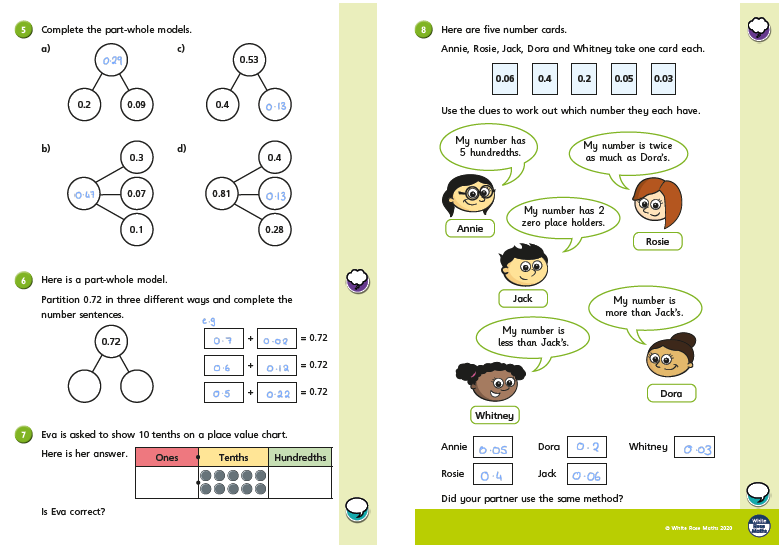 5 Complete the part-whole models.
a)
0.29
0.2
0.09
c)
0.53
0.4
0.13
b)
0.3
0.47
0.07
0.1
d)
0.4
0.81
0.13
0.28
6 Here is a part-whole model.
Partition 0.72 in three different ways and complete the
number sentences.
e.g
0.72
0.7 + 0.02 = 0.72
0.6 + 0.12 = 0.72
0.5 + 0.22 = 0.72
7 Eva is asked to show 10 tenths on a place value chart.
Here is her answer.
Ones Tenths Hundredths
Is Eva correct?
8 Here are five number cards.
Annie, Rosie, Jack, Dora and Whitney take one card each.
0.06 0.4 0.2 0.05 0.03
Use the clues to work out which number they each have.
My number has
5 hundredths.
Annie
My number is twice
as much as Dora's.
Rosie
My number has 2
zero place holders.
Jack
My number is
more than Jack's.
Dora
My number is
less than Jack's.
Whitney
Annie 0.05 Dora 0.2 Whitney 0.03
Rosie 0.4 Jack 0.06
Did your partner use the same method?
© White Rose Maths 2020
White
Rose
Maths